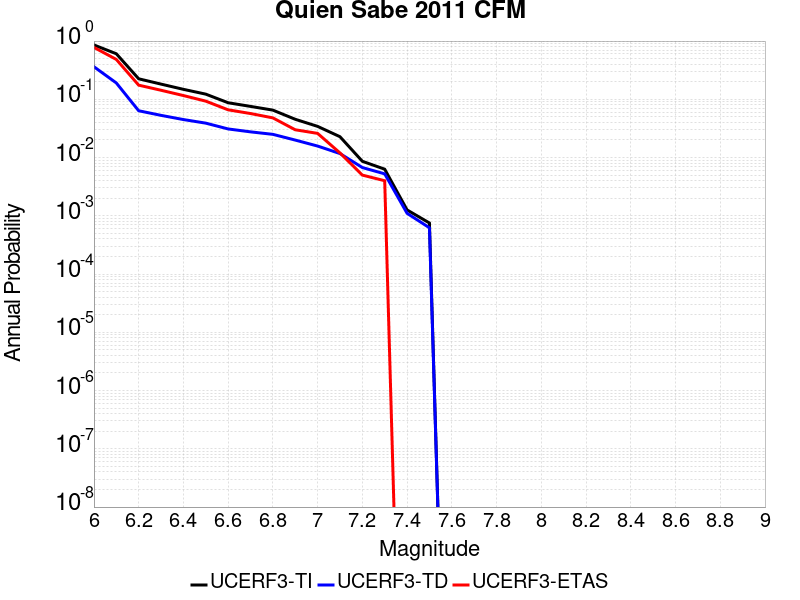 Quien Sabe 2011 CFM
10^0
10^-1
10^-2
10^-3
10^-4
10^-5
10^-6
10^-7
10^-8
Annual Probability
6 6.2 6.4 6.6 6.8 7 7.2 7.4 7.6 7.8 8 8.2 8.4 8.6 8.8 9
Magnitude
UCERF3-TI UCERF3-TD UCERF3-ETAS